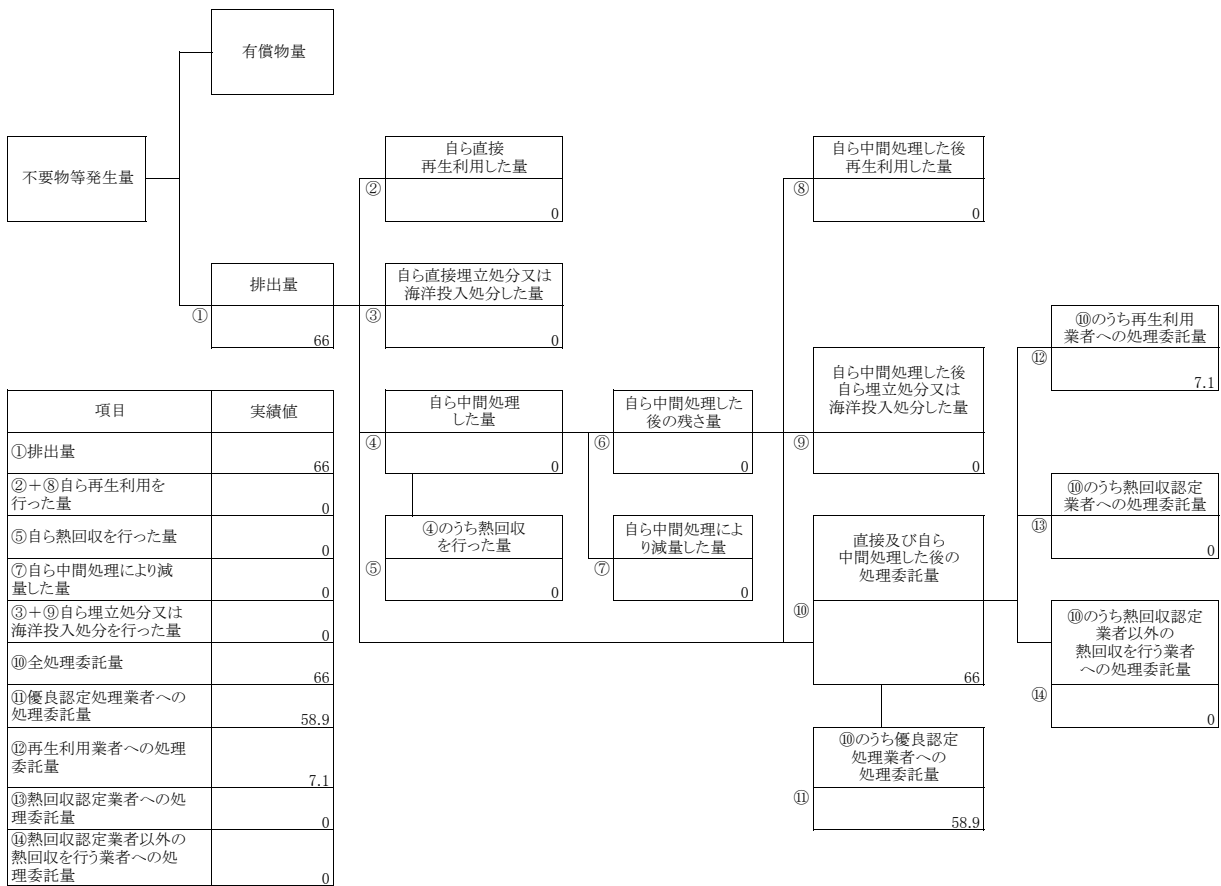 有償物量
不要物等発生量
自ら直接
再生利用した量
②
0
自ら中間処理した後
再生利用した量
⑧
0
排出量
①
66
自ら直接埋立処分又は
海洋投入処分した量
③
0
⑩のうち再生利用
業者への処理委託量
⑫
7.1
自ら中間処理
した量
④
0
自ら中間処理した
後の残さ量
⑥
0
自ら中間処理した後
自ら埋立処分又は
海洋投入処分した量
⑨
0
⑩のうち熱回収認定
業者への処理委託量
⑬
0
④のうち熱回収
を行った量
⑤
0
自ら中間処理によ
り減量した量
⑦
0
直接及び自ら
中間処理した後の
処理委託量
⑩
66
⑩のうち熱回収認定
業者以外の
熱回収を行う業者
への処理委託量
⑭
0
⑩のうち優良認定
処理業者への
処理委託量
⑪
58.9
項目 実績値
①排出量
66
②+⑧自ら再生利用を
行った量
0
⑤自ら熱回収を行った量
0
⑦自ら中間処理により減
量した量
0
③+⑨自ら埋立処分又は
海洋投入処分を行った量
0
⑩全処理委託量
66
⑪優良認定処理業者への
処理委託量
58.9
⑫再生利用業者への処理
委託量
7.1
⑬熱回収認定業者への処
理委託量
0
⑭熱回収認定業者以外の
熱回収を行う業者への処
理委託量
0